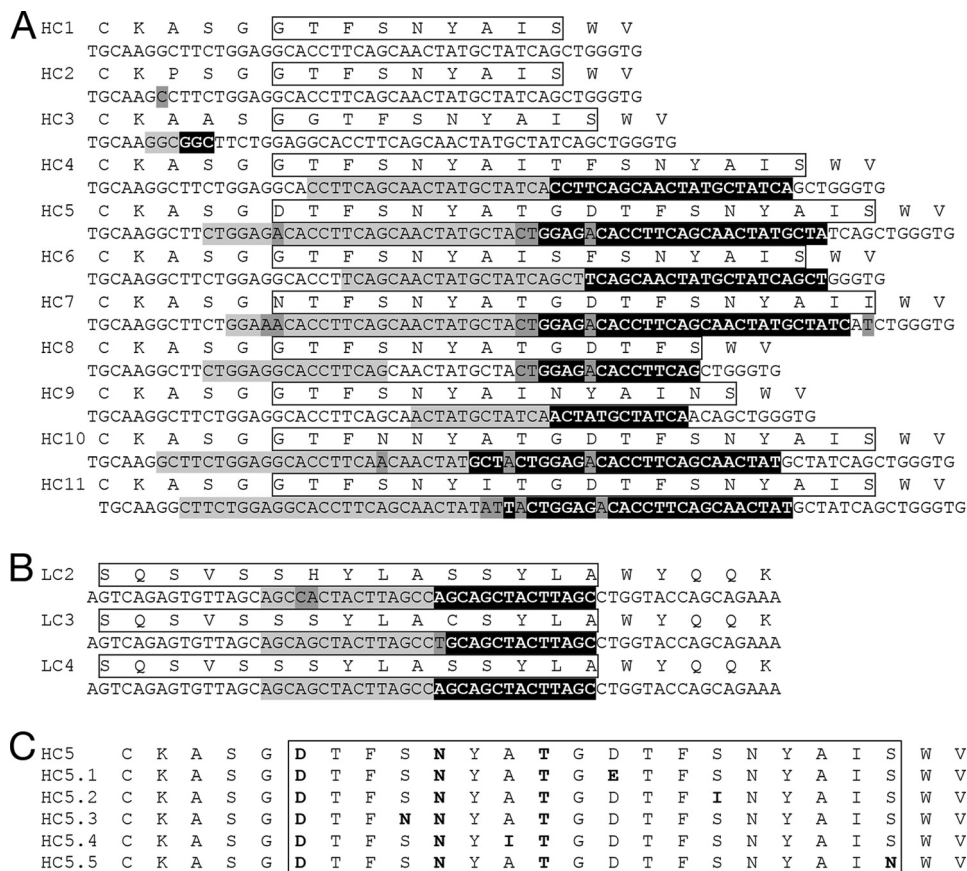 A
HC1 C K A S G G T F S N Y A I S W V
TGCAAGGCTTCTGGAGGCACCTTCAGCAACTATGCTATCAGCTGGGTG
HC2 C K P S G G T F S N Y A I S W V
TGCAAGCCTTCTGGAGGCACCTTCAGCAACTATGCTATCAGCTGGGTG
HC3 C K A A S G G T F S N Y A I S W V
TGCAAGGCGGCTTCTGGAGGCACCTTCAGCAACTATGCTATCAGCTGGGTG
HC4 C K A S G G T F S N Y A I T F S N Y A I S W V
TGCAAGGCTTCTGGAGGCACCTTCAGCAACTATGCTATCACCTTCAGCAACTATGCTATCAGCTGGGTG
HC5 C K A S G D T F S N Y A T G D T F S N Y A I S W V
TGCAAGGCTTCTGGAGACACCTTCAGCAACTATGCTACTGGAGACACCTTCAGCAACTATGCTATCAGCTGGGTG
HC6 C K A S G G T F S N Y A I S F S N Y A I S W V
TGCAAGGCTTCTGGAGGCACCTTCAGCAACTATGCTATCAGCTTCAGCAACTATGCTATCAGCTGGGTG
HC7 C K A S G N T F S N Y A T G D T F S N Y A I I W V
TGCAAGGCTTCTGGAAACACCTTCAGCAACTATGCTACTGGAGACACCTTCAGCAACTATGCTATCATCTGGGTG
HC8 C K A S G G T F S N Y A T G D T F S W V
TGCAAGGCTTCTGGAGGCACCTTCAGCAACTATGCTACTGGAGACACCTTCAGCTGGGTG
HC9 C K A S G G T F S N Y A I N Y A I N S W V
TGCAAGGCTTCTGGAGGCACCTTCAGCAACTATGCTATCAACTATGCTATCAACAGCTGGGTG
HC10 C K A S G G T F N N Y A T G D T F S N Y A I S W V
TGCAAGGCTTCTGGAGGCACCTTCAACAACTATGCTACTGGAGACACCTTCAGCAACTATGCTATCAGCTGGGTG
HC11 C K A S G G T F S N Y I T G D T F S N Y A I S W V
TGCAAGGCTTCTGGAGGCACCTTCAGCAACTATATTACTGGAGACACCTTCAGCAACTATGCTATCAGCTGGGTG
B
LC2 S Q S V S S H Y L A S S Y L A W Y Q Q K
AGTCAGAGTGTTAGCAGCCACTACTTAGCCAGCAGCTACTTAGCCTGGTACCAGCAGAAA
LC3 S Q S V S S S Y L A C S Y L A W Y Q Q K
AGTCAGAGTGTTAGCAGCAGCTACTTAGCCTGCAGCTACTTAGCCTGGTACCAGCAGAAA
LC4 S Q S V S S S Y L A S S Y L A W Y Q Q K
AGTCAGAGTGTTAGCAGCAGCTACTTAGCCAGCAGCTACTTAGCCTGGTACCAGCAGAAA
C
HC5 C K A S G D T F S N Y A T G D T F S N Y A I S W V
HC5.1 C K A S G D T F S N Y A T G E T F S N Y A I S W V
HC5.2 C K A S G D T F S N Y A T G D T F I N Y A I S W V
HC5.3 C K A S G D T F N N Y A T G D T F S N Y A I S W V
HC5.4 C K A S G D T F S N Y I T G D T F S N Y A I S W V
HC5.5 C K A S G D T F S N Y A T G D T F S N Y A I N W V